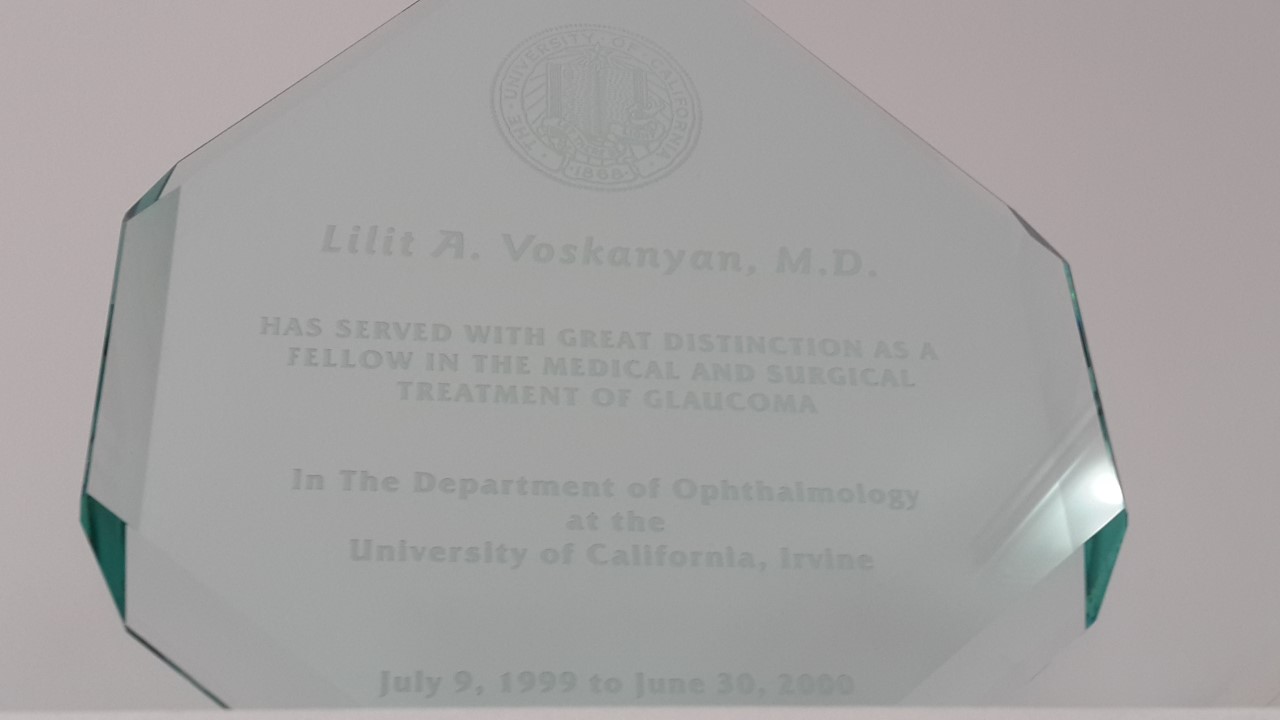 THE · UNIVERSITY · OF · CALIFORNIA
1868
Lilit A. Voskanyan, M.D.
HAS SERVED WITH GREAT DISTINCTION AS A
FELLOW IN THE MEDICAL AND SURGICAL
TREATMENT OF GLAUCOMA
In The Department of Ophthalmology
at the
University of California, Irvine
July 9, 1999 to June 30, 2000